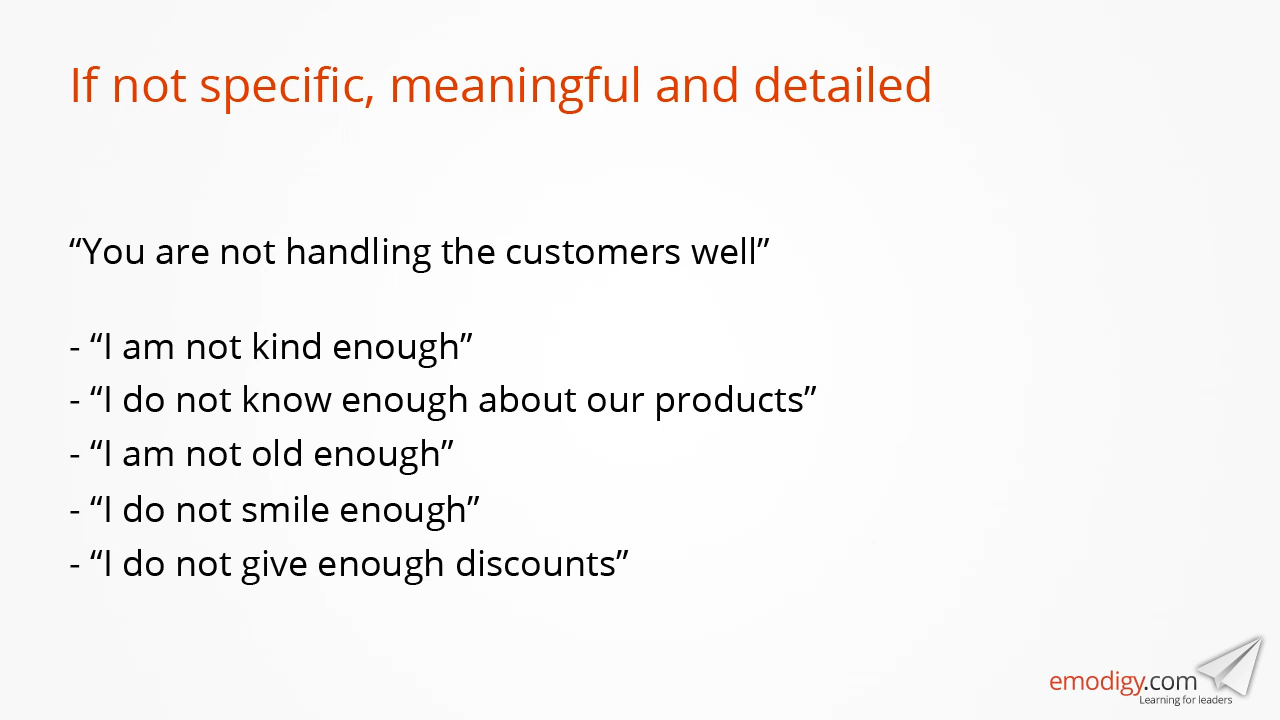 If not specific, meaningful and detailed
“You are not handling the customers well”
- “I am not kind enough”
- “I do not know enough about our products”
- “I am not old enough”
- “I do not smile enough”
- “I do not give enough discounts”
emodigy.com
Learning for leaders